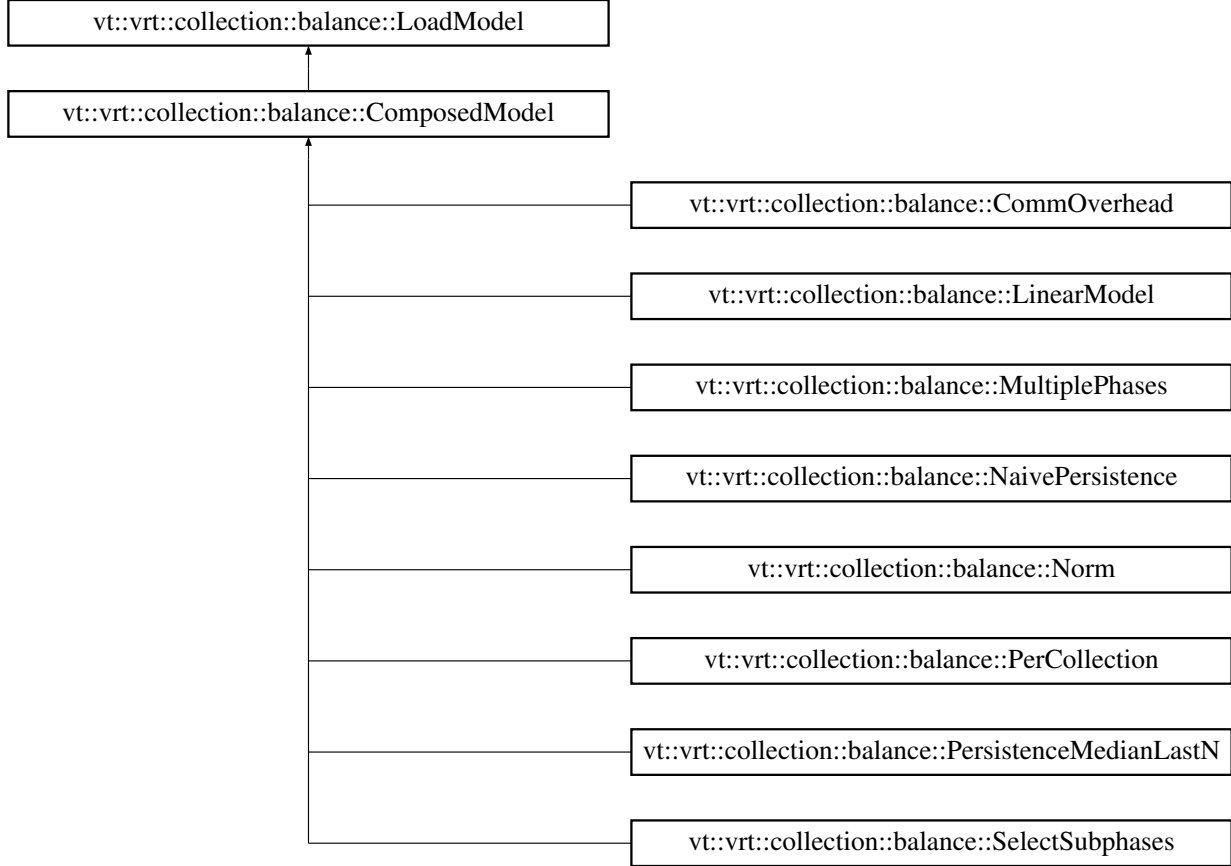 vt::vrt::collection::balance::LoadModel
vt::vrt::collection::balance::ComposedModel
vt::vrt::collection::balance::CommOverhead
vt::vrt::collection::balance::LinearModel
vt::vrt::collection::balance::MultiplePhases
vt::vrt::collection::balance::NaivePersistence
vt::vrt::collection::balance::Norm
vt::vrt::collection::balance::PerCollection
vt::vrt::collection::balance::PersistenceMedianLastN
vt::vrt::collection::balance::SelectSubphases